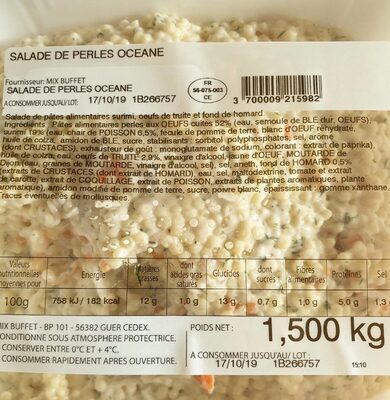 SALADE DE PERLES OCEANE
Fournisseur: MIX BUFFET
SALADE DE PERLES OCEANE
A CONSOMMER JUSQU'AU/ LOT: 17/10/19 1B266757
FR
56-075-003
CE
3 700009 215982
Salade de pâtes alimentaires surimi, oeufs de truite et fond de homard
Ingrédients : Pâtes alimentaires perles aux OEUFS cuites 52% (eau, semoule de BLE dur, OEUFS),
chair de POISSON 6,5%, fécule de pomme de terre, blanc d'OEUF réhydraté,
huile de colza, amidon de BLE, sucre, stabilisants : sorbitol polyphosphates sel, arôme
CRUSTACES), exhausteur de goût : monoglutamate de sodium, colorant : extrait de paprika),
huile de colza, eau, oeufs de TRUITE 2,9%, vinaigre d'alcool, jaune d'OEUF, MOUTARDE de
Dijon(eau, graines de MOUTARDE, vinaigre d'alcool, sel), sel, aneth, fond de HOMARD 0,5%
(extraits de CRUSTACES (dont extrait de HOMARD) eau, sel, maltodextrine, tomate et extrait
carotte, extrait de COQUILLAGE, extrait de POISSON, extraits de plantes aromatiques, plante
aromatique), amidon modifié de pomme de terre, sucre, poivre blanc, épaississant : gomme xanthane.
Traces éventuelles de mollusques.
Valeurs nutritionnelles moyennes pour
Energie
Matières grasses
dont acides gras saturés
Glucides
dont sucres
Fibres alimentaires
Protéines
Sel
100g 758 kJ / 182 kcal 12 g 1,0 g 13 g 0,7 g 1,0 g 5,0 g 1,3
MIX BUFFET - BP 101 - 56382 GUER CEDEX.
CONDITIONNE SOUS ATMOSPHERE PROTECTRICE.
CONSERVER ENTRE 0°C ET + 4°C.
CONSOMMER RAPIDEMENT APRES OUVERTURE.
POIDS NET : 1,500 kg
A CONSOMMER JUSQU'AU/ LOT :
17/10/19 1B266757 15:10